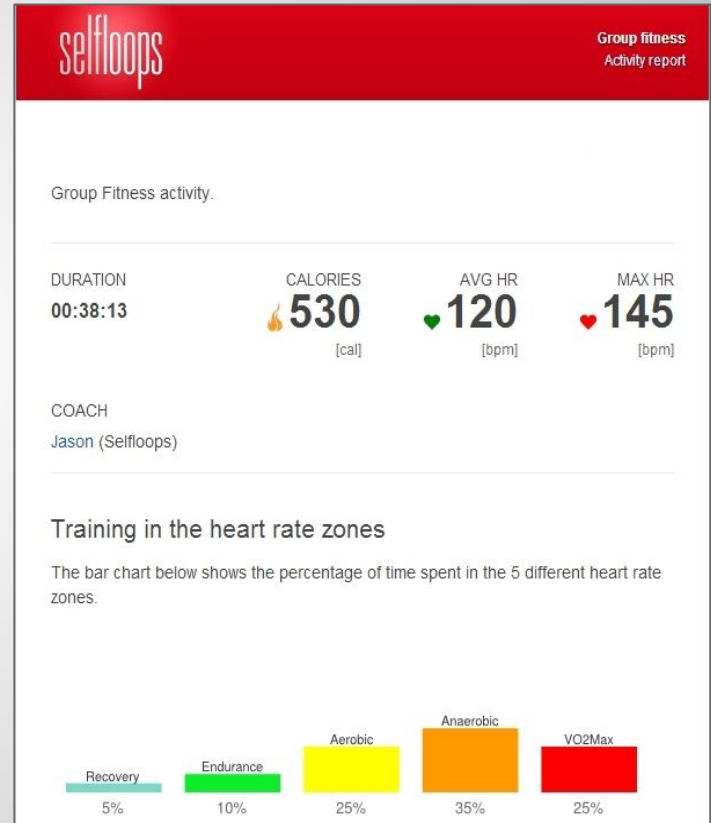 selfloops
Group fitness
Activity report
Group Fitness activity.
DURATION
00:38:13
CALORIES
530
[cal]
AVG HR
120
[bpm]
MAX HR
145
[bpm]
COACH
Jason (Selfloops)
Training in the heart rate zones
The bar chart below shows the percentage of time spent in the 5 different heart rate
zones.
Recovery
Endurance
Aerobic
Anaerobic
VO2Max
5%
10%
25%
35%
25%